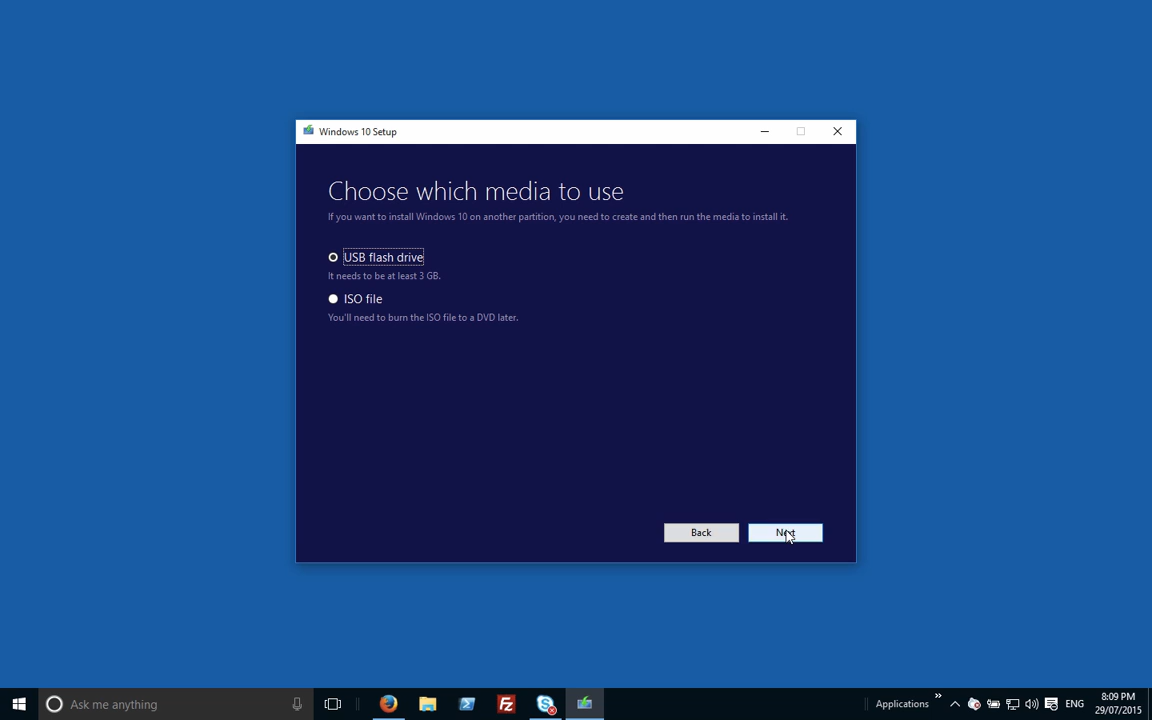 Windows 10 Setup
Choose which media to use
If you want to install Windows 10 on another partition, you need to create and then run the media to install it.
USB flash drive
It needs to be at least 3 GB.
ISO file
You'll need to burn the ISO file to a DVD later.
Back
Next
Ask me anything
Fz
Applications
ENG
8:09 PM
29/07/2015